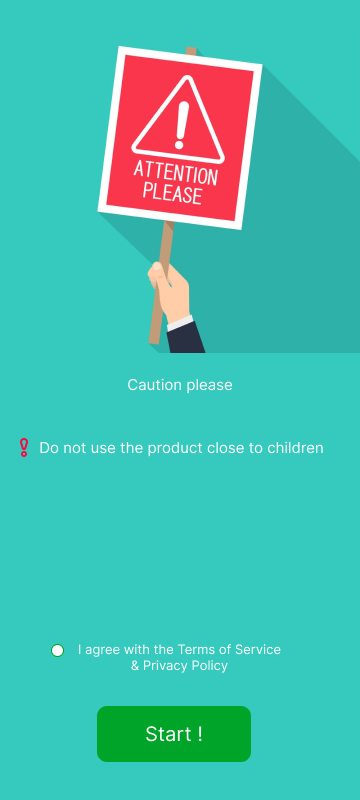 ATTENTION
PLEASE
Caution please
Do not use the product close to children
I agree with the Terms of Service
& Privacy Policy
Start !